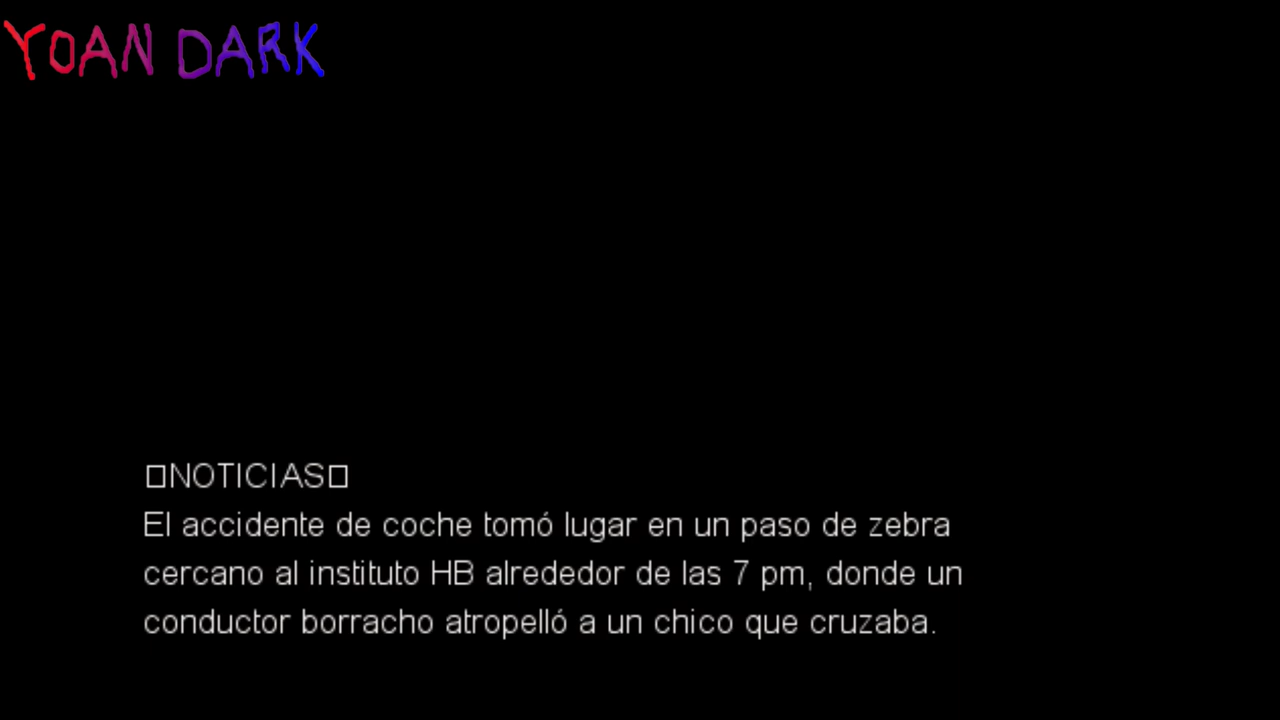 YOAN DARK
□NOTICIAS□
El accidente de coche tomó lugar en un paso de zebra
cercano al instituto HB alrededor de las 7 pm, donde un
conductor borracho atropelló a un chico que cruzaba.